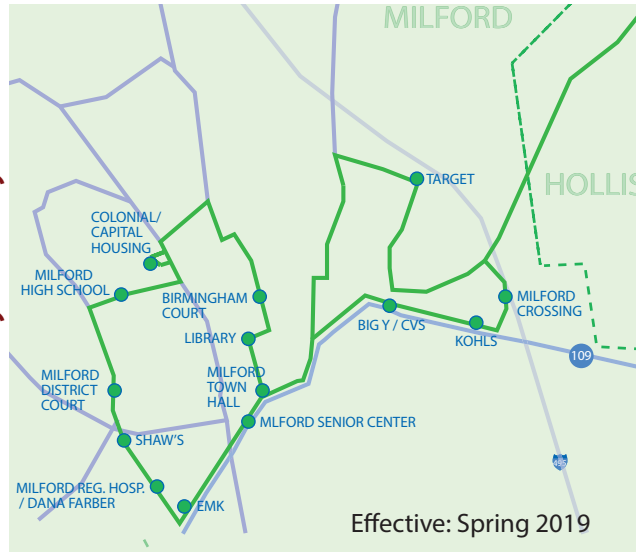 MILFORD
TARGET
HOLLIS
COLONIAL/
CAPITAL
HOUSING
MILFORD
HIGH SCHOOL
BIRMINGHAM
COURT
MILFORD
CROSSING
BIG Y / CVS
KOHLS
LIBRARY
109
MILFORD
DISTRICT
COURT
MILFORD
TOWN
HALL
MLFORD SENIOR CENTER
SHAW'S
495
MILFORD REG. HOSP.
/ DANA FARBER
EMK
Effective: Spring 2019